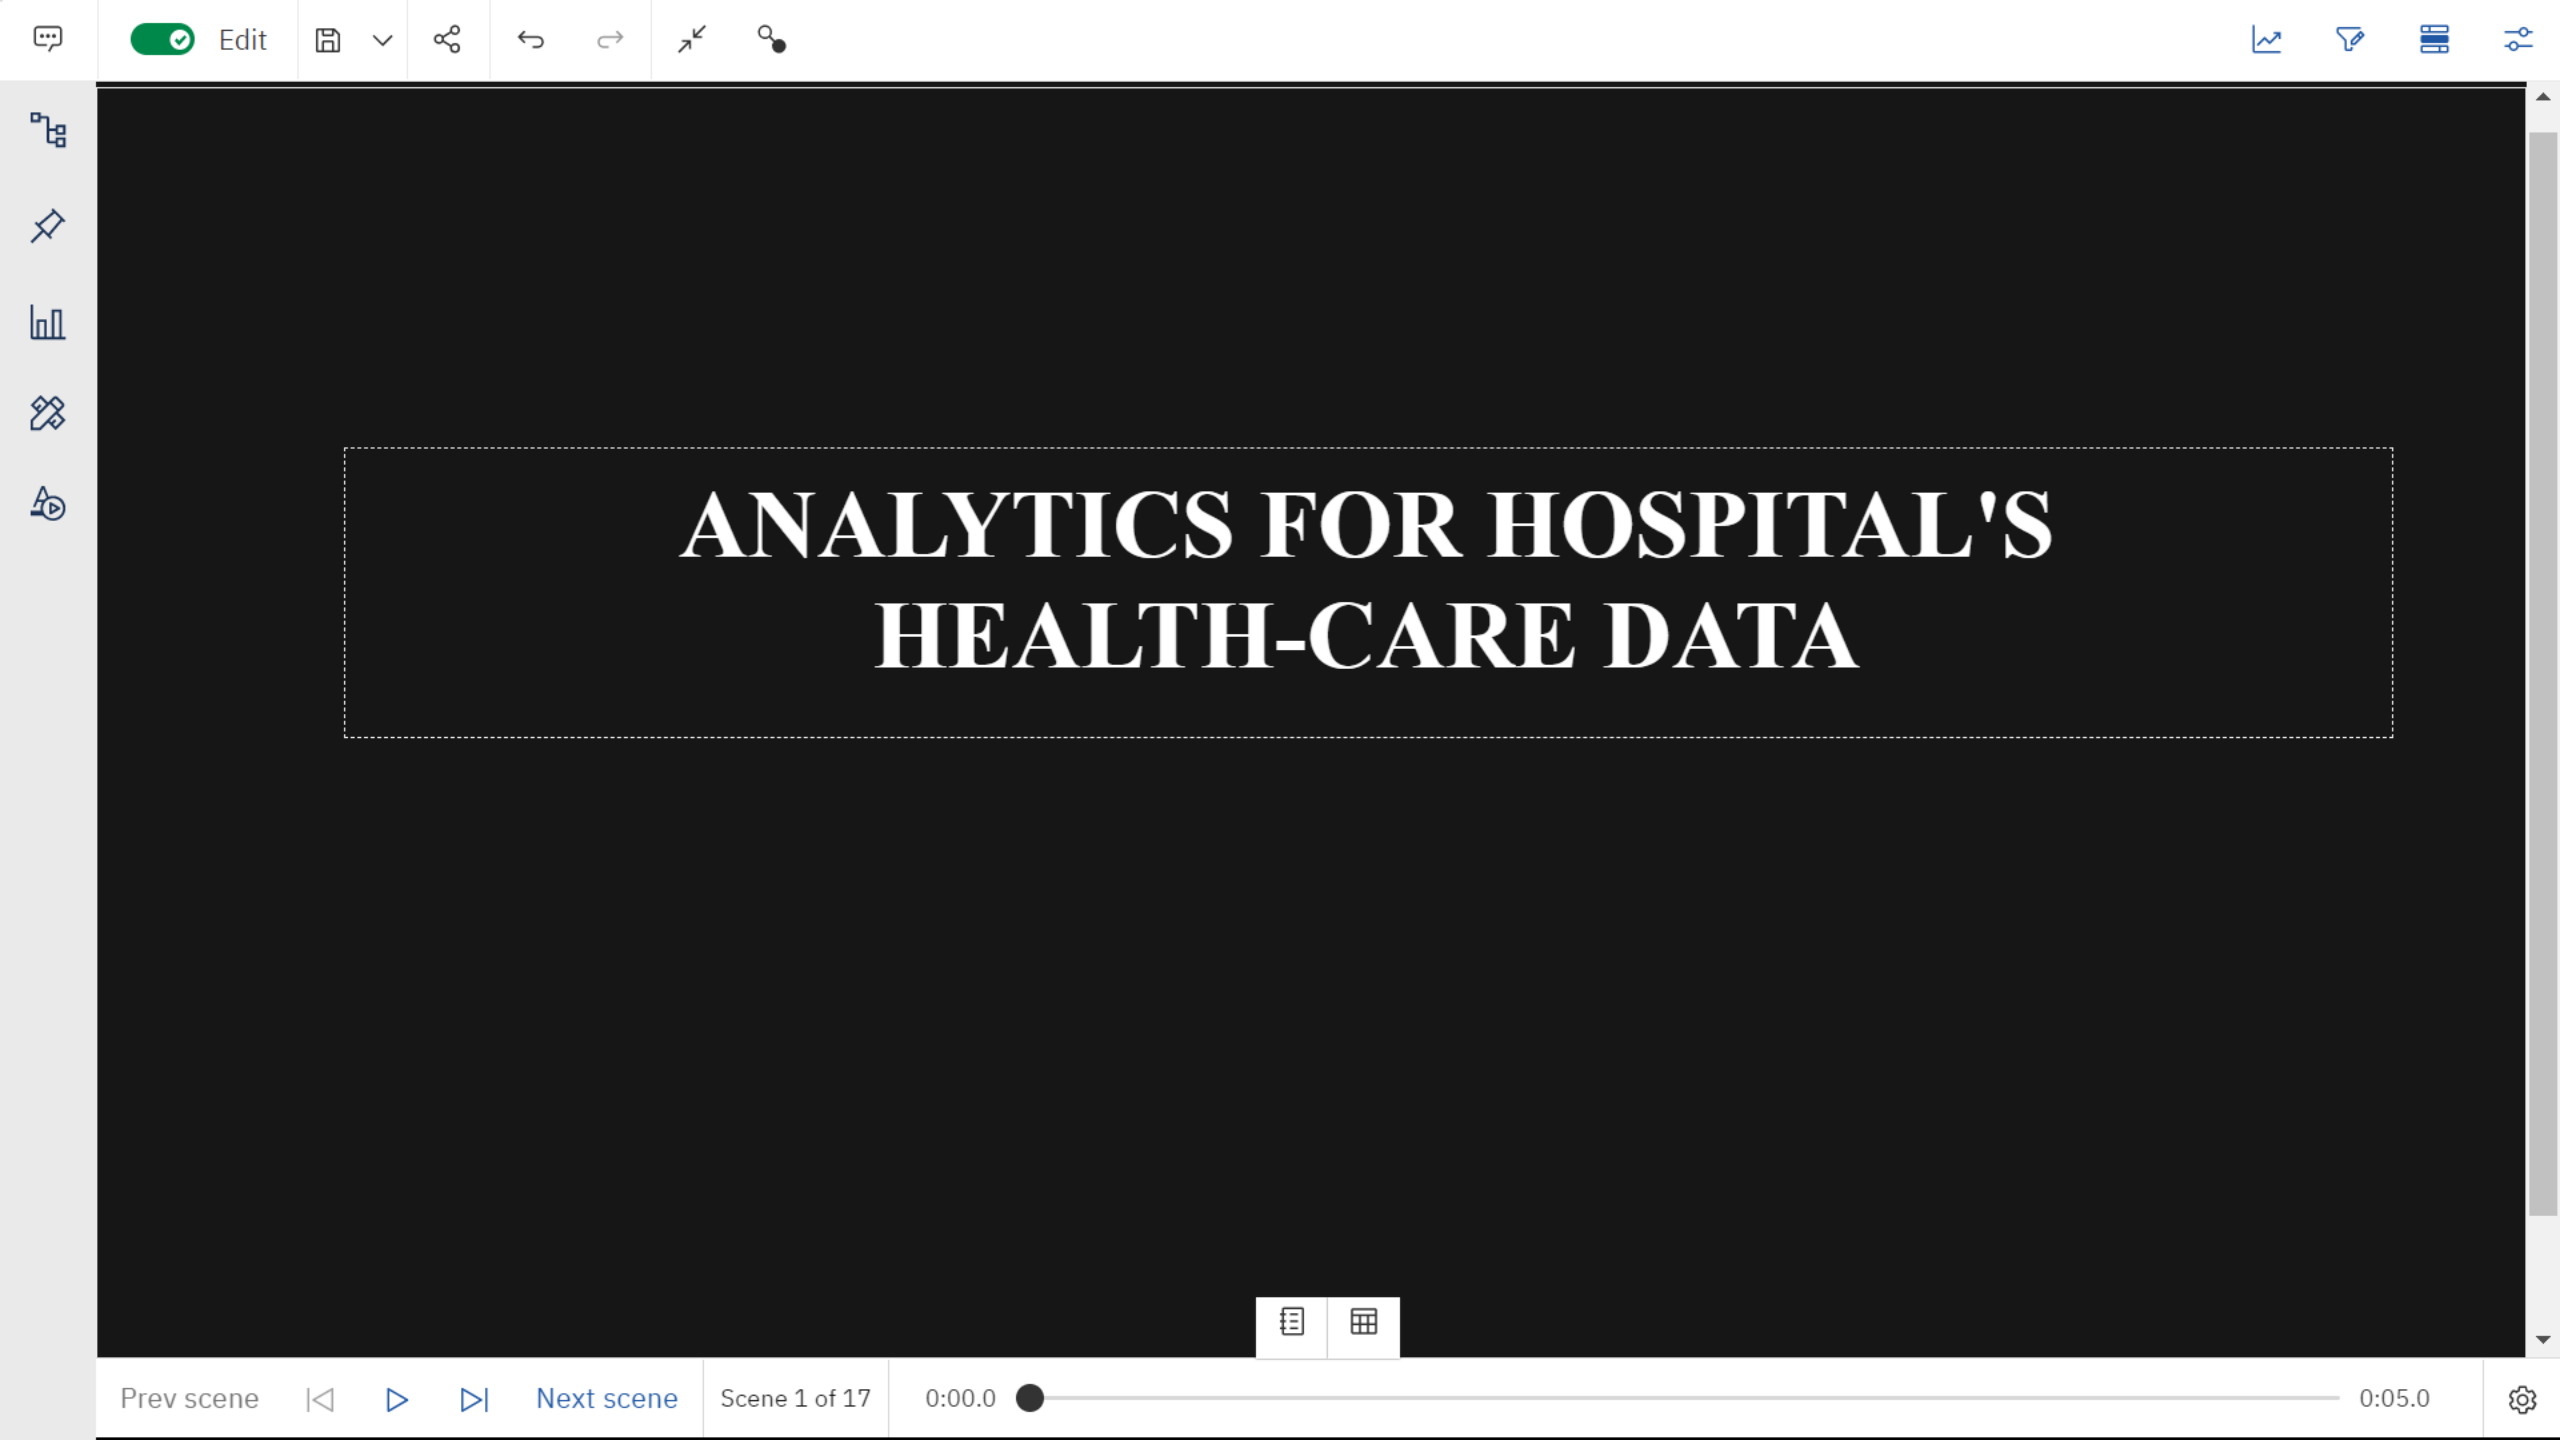 Edit
ANALYTICS FOR HOSPITAL'S
HEALTH-CARE DATA
Prev scene
Next scene
Scene 1 of 17
0:00.0
0:05.0